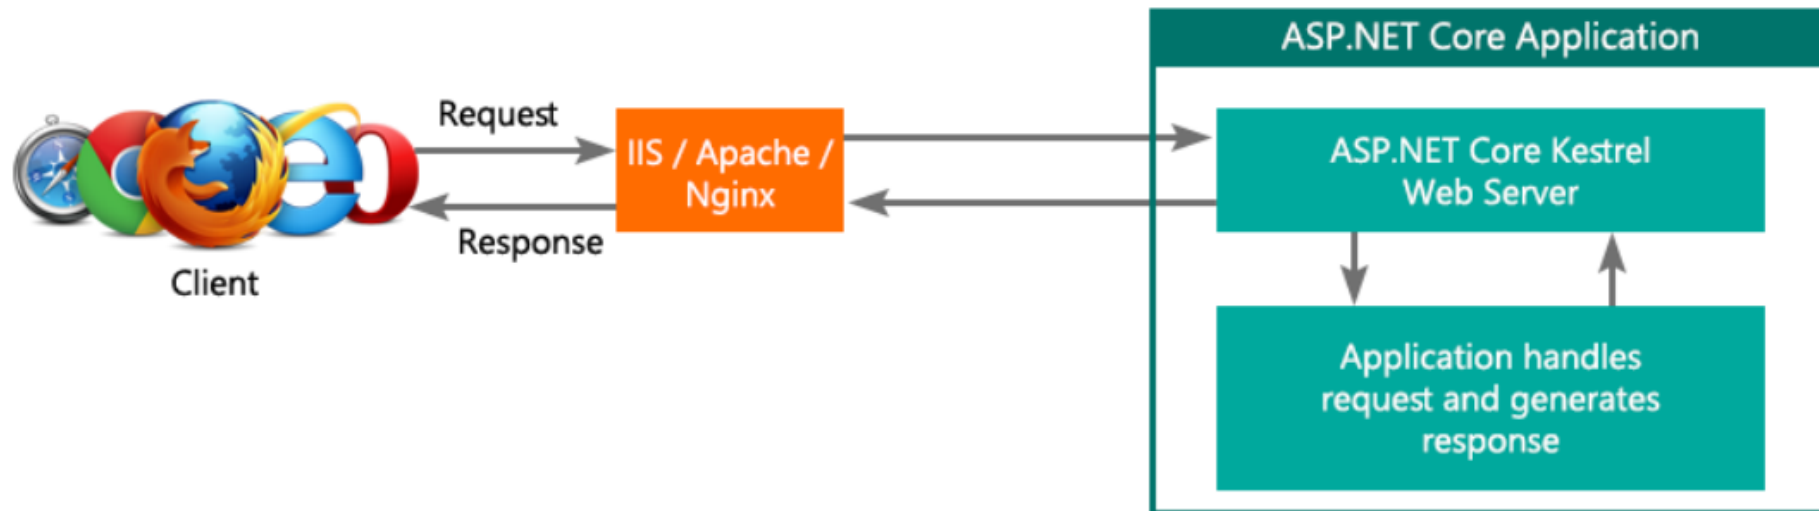 ASP.NET Core Application
Request
IIS / Apache /
Nginx
ASP.NET Core Kestrel
Web Server
Response
Client
Application handles
request and generates
response